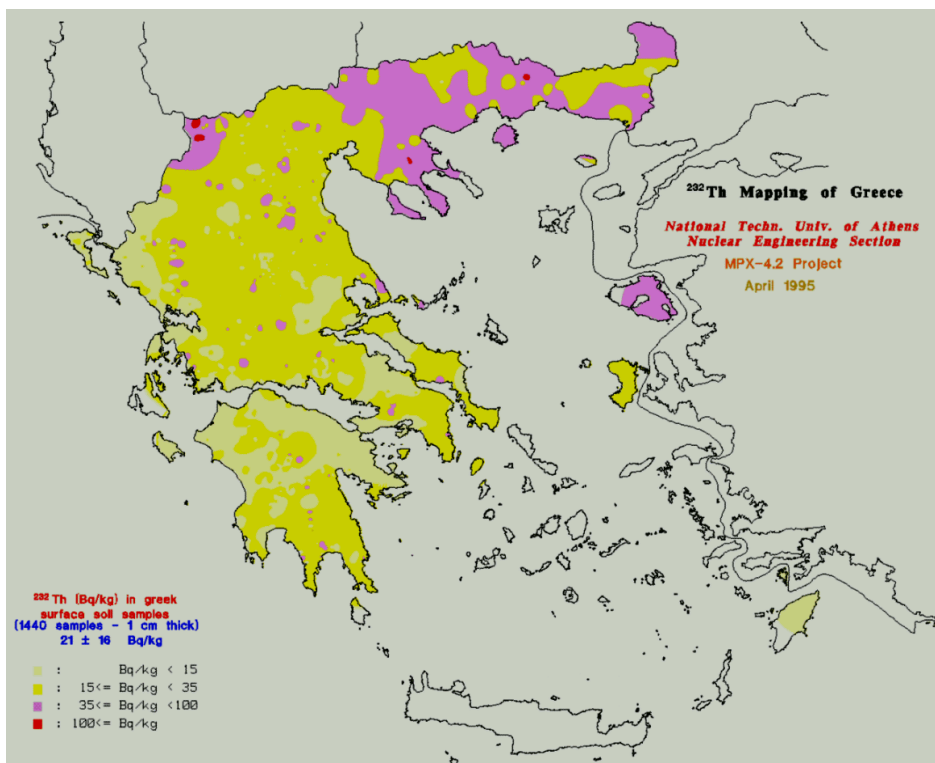 ²³²Th Mapping of Greece
National Techn. Univ. of Athens
Nuclear Engineering Section
MPX-4.2 Project
April 1995
²³²Th (Bq/kg) in greek
surface soil samples
(1440 samples - 1 cm thick)
21 ± 16 Bq/kg
: Bq/kg < 15
: 15<= Bq/kg < 35
: 35<= Bq/kg <100
: 100<= Bq/kg